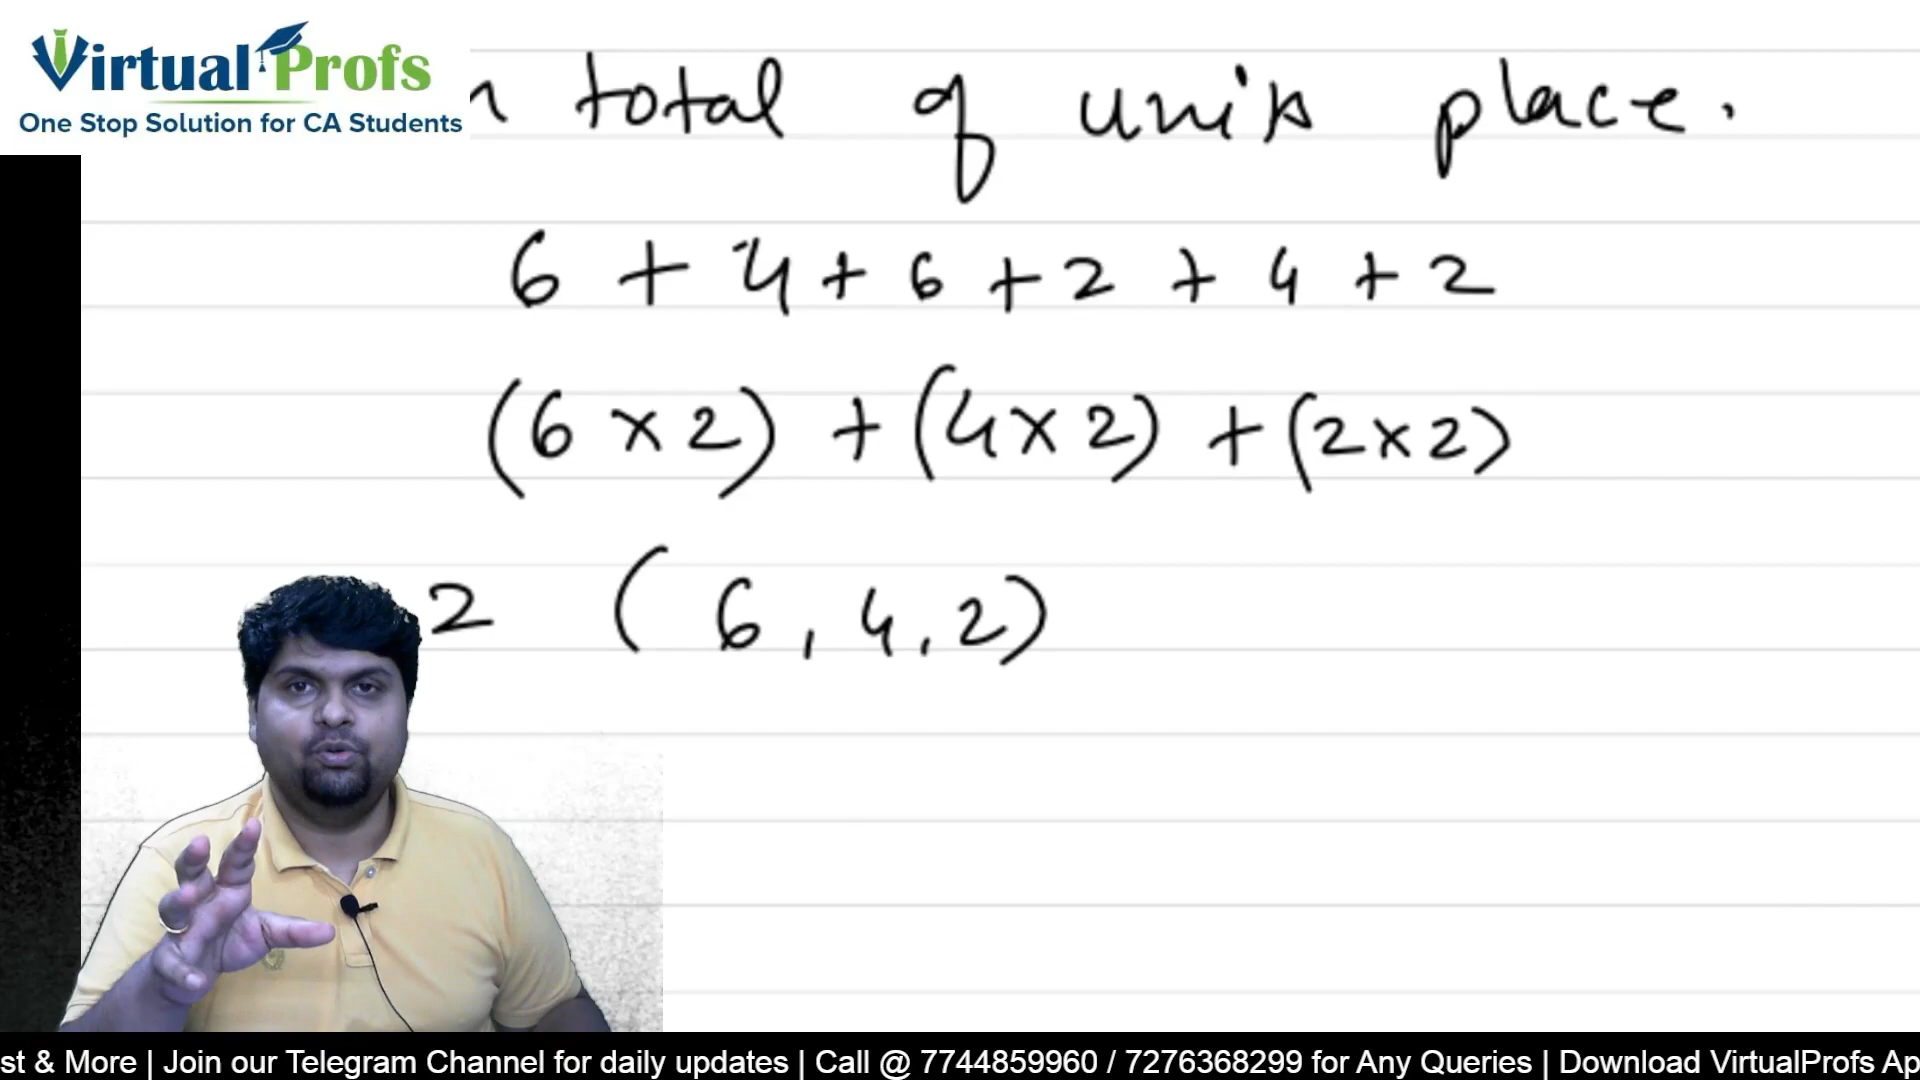 Virtual Profs
One Stop Solution for CA Students
n total of units place.
6 + 4 + 6 + 2 + 4 + 2
(6 × 2) + (4 × 2) + (2 × 2)
2 ( 6 , 4 , 2)
st & More | Join our Telegram Channel for daily updates | Call @ 7744859960 / 7276368299 for Any Queries | Download VirtualProfs Ap